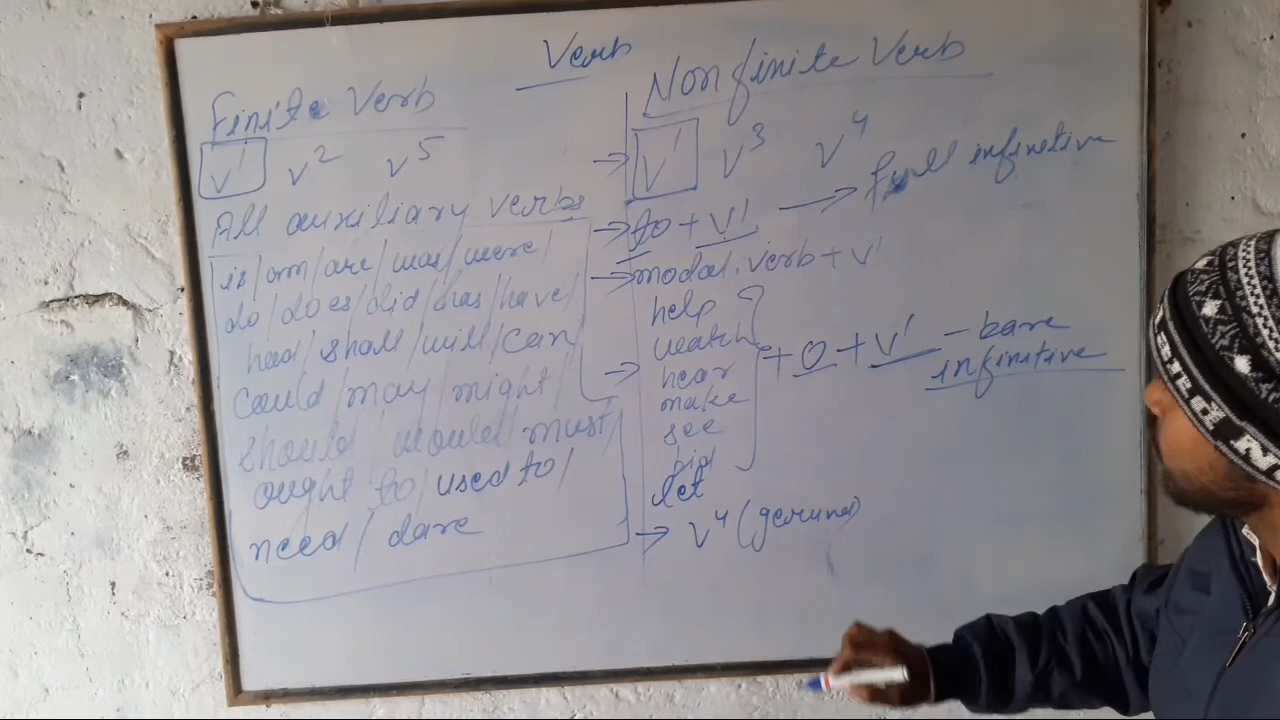 Verb
Finite Verb
V¹ V² V⁵
All auxiliary verbs
is/am/are/was/were/
do/does/did/has/have/
had/shall/will/can/
could/may/might/
should/would/must/
ought to/used to/
need/dare
Nonfinite Verb
→ V¹ V³ V⁴
→ to + V¹ → full infinitive
→ modal verb + V¹
help
watch
→ hear + O + V¹ - bare
infinitive
make
see
bid
let
→ V⁴ (gerund)